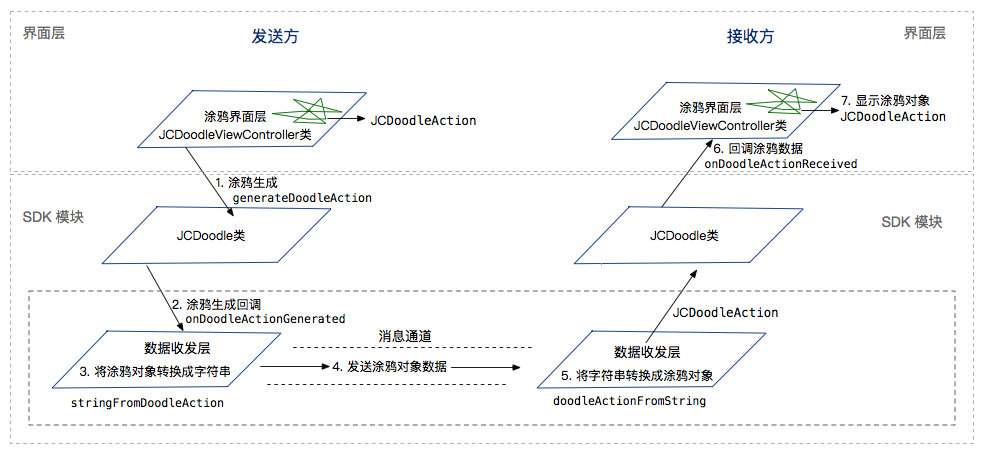 界面层
发送方
接收方
界面层
涂鸦界面层
JCDoodleViewController类
JCDoodleAction
涂鸦界面层
JCDoodleViewController类
7. 显示涂鸦对象
JCDoodleAction
1. 涂鸦生成
generateDoodleAction
6. 回调涂鸦数据
onDoodleActionReceived
SDK 模块
JCDoodle类
JCDoodle类
SDK 模块
2. 涂鸦生成回调
onDoodleActionGenerated
JCDoodleAction
数据收发层
3. 将涂鸦对象转换成字符串
stringFromDoodleAction
消息通道
4. 发送涂鸦对象数据
数据收发层
5. 将字符串转换成涂鸦对象
doodleActionFromString